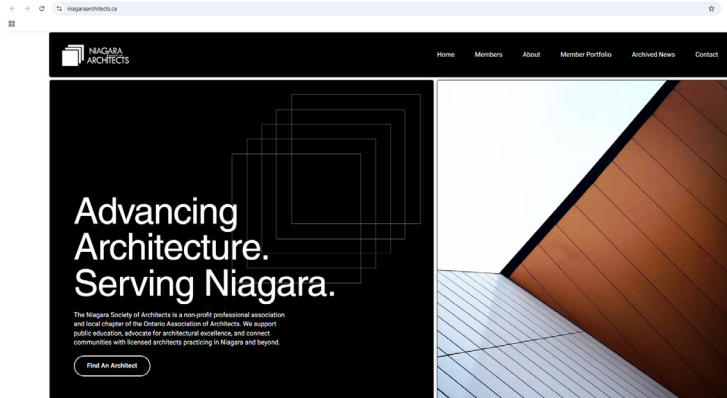 niagaraarchitects.ca
NIAGARA
ARCHITECTS
Home Members About Member Portfolio Archived News Contact
Advancing
Architecture.
Serving Niagara.
The Niagara Society of Architects is a non-profit professional association
and local chapter of the Ontario Association of Architects. We support
public education, advocate for architectural excellence, and connect
communities with licensed architects practicing in Niagara and beyond.
Find An Architect